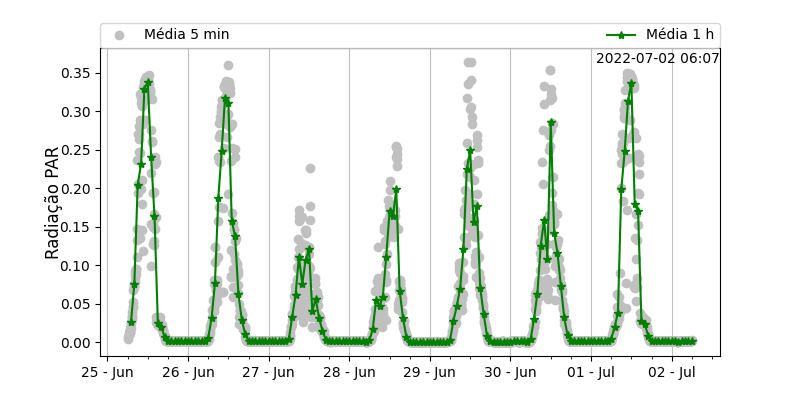 Média 5 min
Média 1 h
2022-07-02 06:07
Radiação PAR
0.35
0.30
0.25
0.20
0.15
0.10
0.05
0.00
25 - Jun
26 - Jun
27 - Jun
28 - Jun
29 - Jun
30 - Jun
01 - Jul
02 - Jul